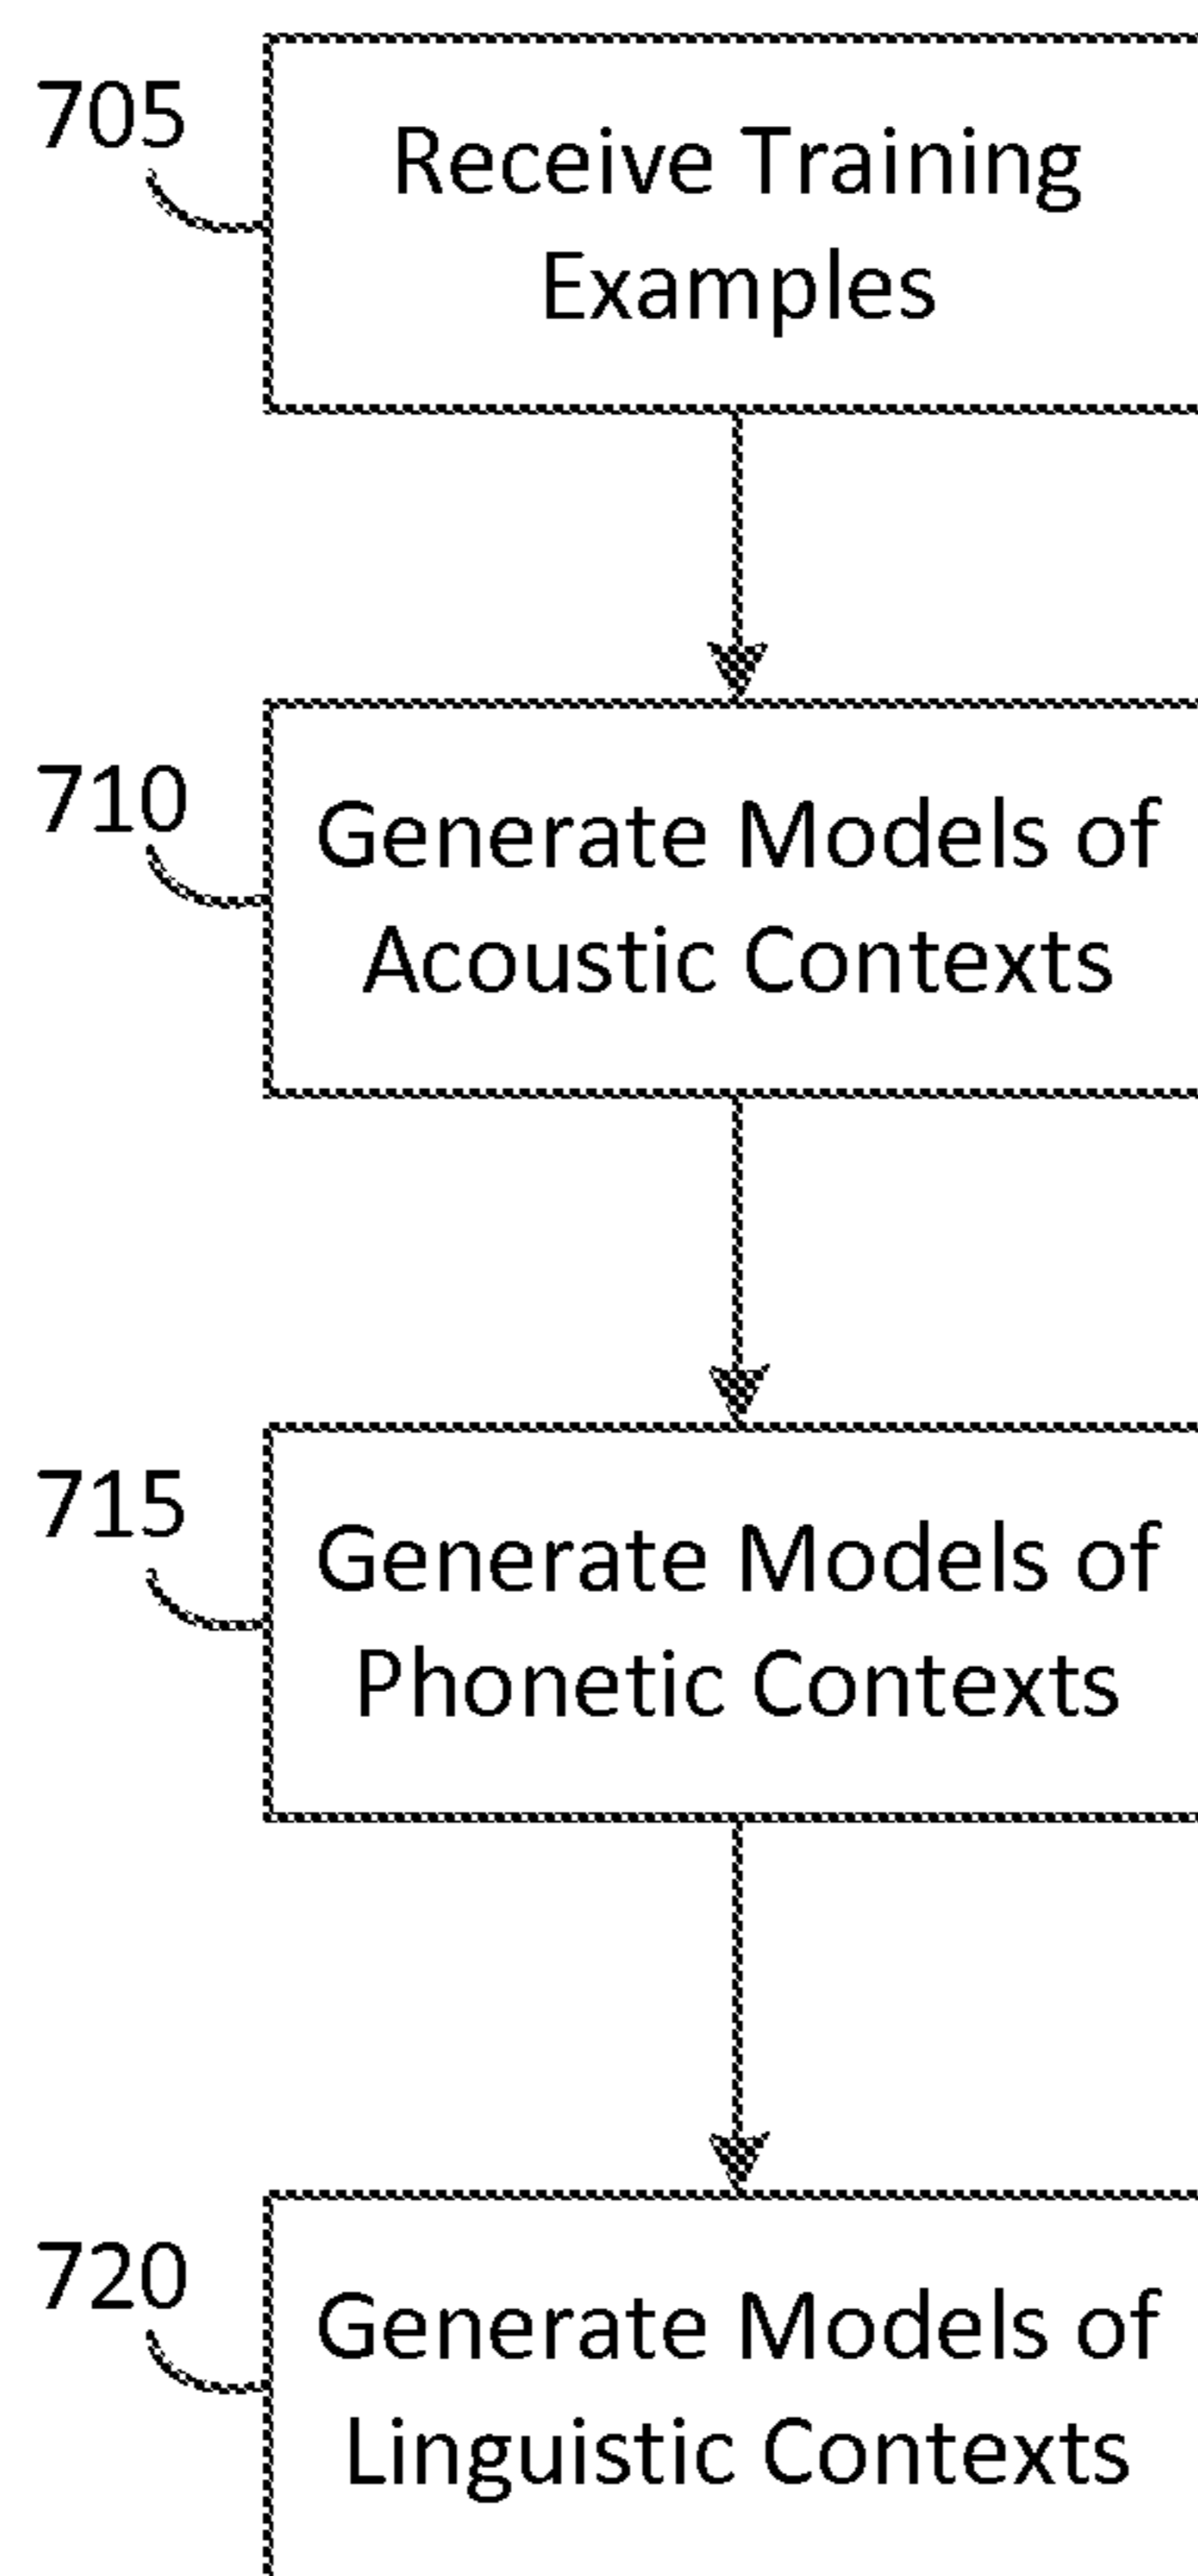 705
Receive Training
Examples
710
Generate Models of
Acoustic Contexts
715
Generate Models of
Phonetic Contexts
720
Generate Models of
Linguistic Contexts